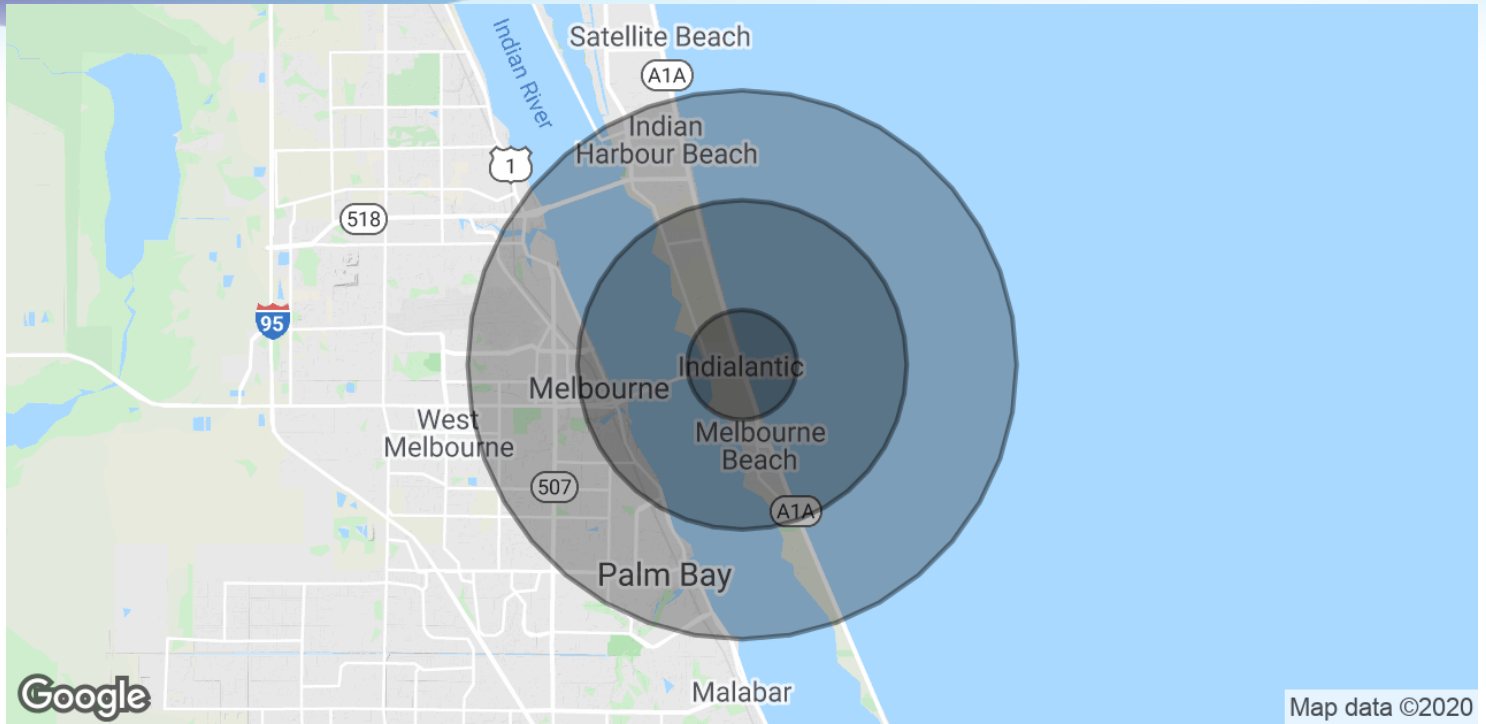 Satellite Beach
A1A
Indian River
Indian
Harbour Beach
1
518
95
Indialantic
Melbourne
West
Melbourne
Melbourne
Beach
507
A1A
Palm Bay
Malabar
Google
Map data ©2020